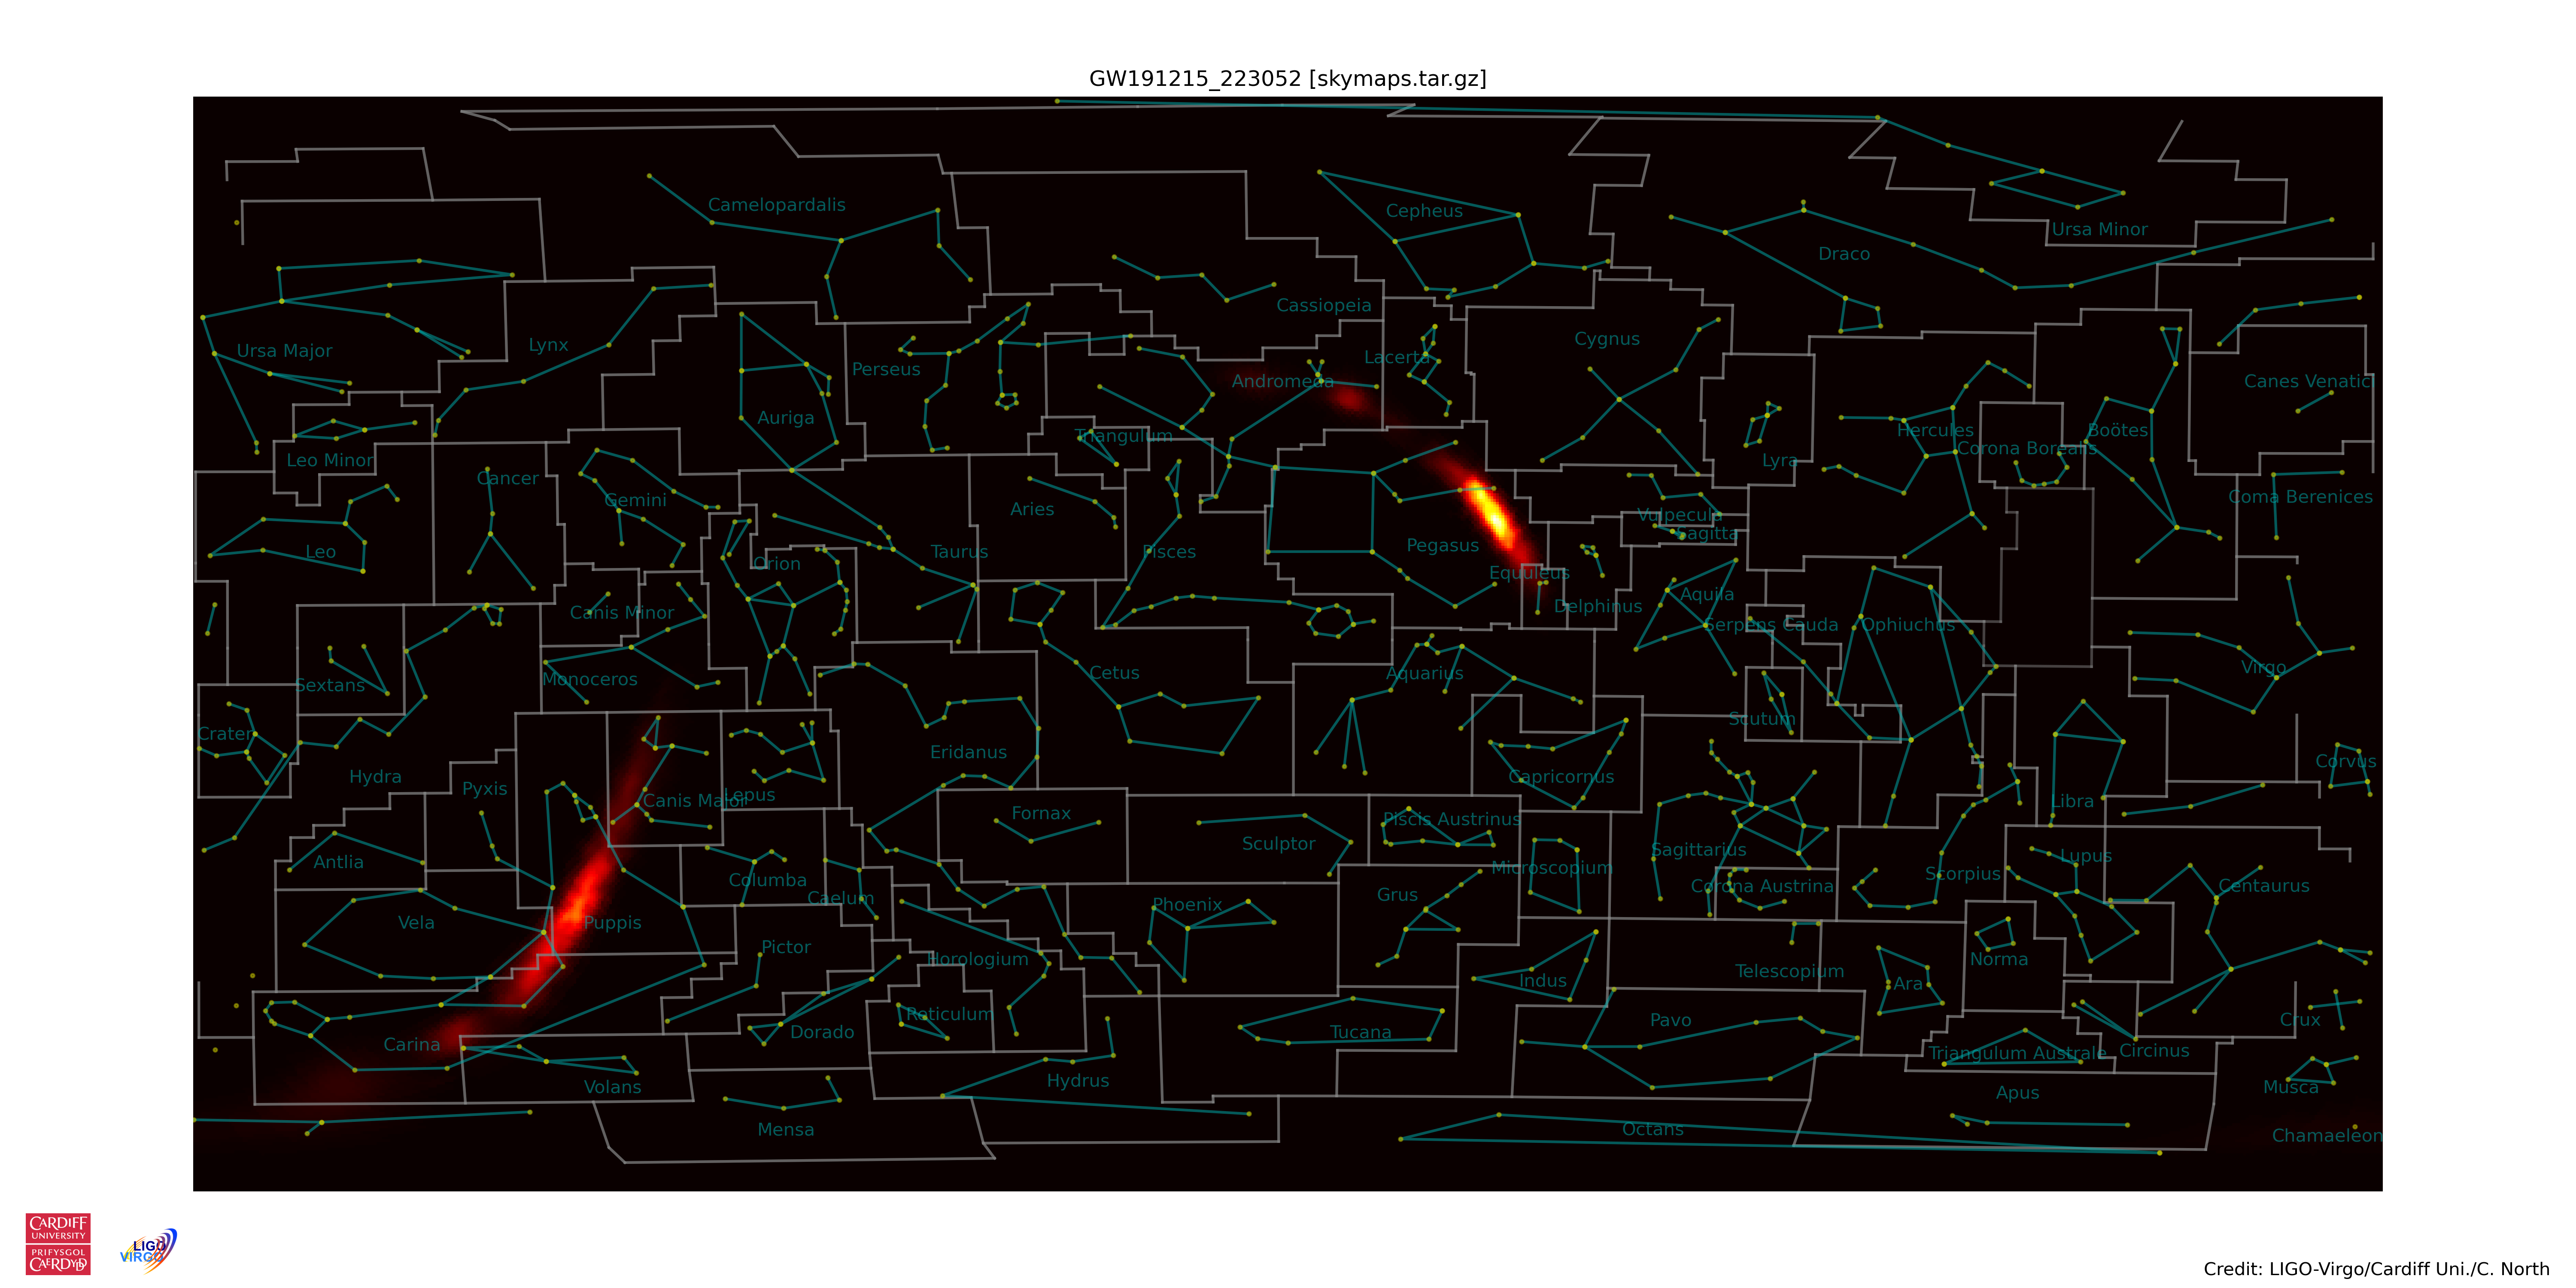 GW191215_223052 [skymaps.tar.gz]
Camelopardalis
Cepheus
Ursa Minor
Draco
Cassiopeia
Ursa Major
Lynx
Perseus
Lacerta
Cygnus
Andromeda
Canes Venatici
Auriga
Triangulum
Hercules
Boötes
Corona Borealis
Leo Minor
Lyra
Cancer
Gemini
Coma Berenices
Aries
Vulpecula
Sagitta
Leo
Orion
Taurus
Pisces
Pegasus
Equuleus
Canis Minor
Delphinus
Aquila
Serpens Cauda
Ophiuchus
Sextans
Monoceros
Cetus
Aquarius
Virgo
Crater
Scutum
Eridanus
Hydra
Capricornus
Corvus
Pyxis
Canis Major
Lepus
Fornax
Piscis Austrinus
Libra
Antlia
Sculptor
Sagittarius
Lupus
Columba
Caelum
Microscopium
Corona Austrina
Scorpius
Centaurus
Vela
Puppis
Phoenix
Grus
Pictor
Horologium
Indus
Telescopium
Ara
Norma
Carina
Dorado
Reticulum
Tucana
Pavo
Triangulum Australe
Circinus
Crux
Volans
Hydrus
Apus
Musca
Mensa
Octans
Chamaeleon
CARDIFF
UNIVERSITY
PRIFYSGOL
CAERDYDD
LIGO
VIRGO
Credit: LIGO-Virgo/Cardiff Uni./C. North